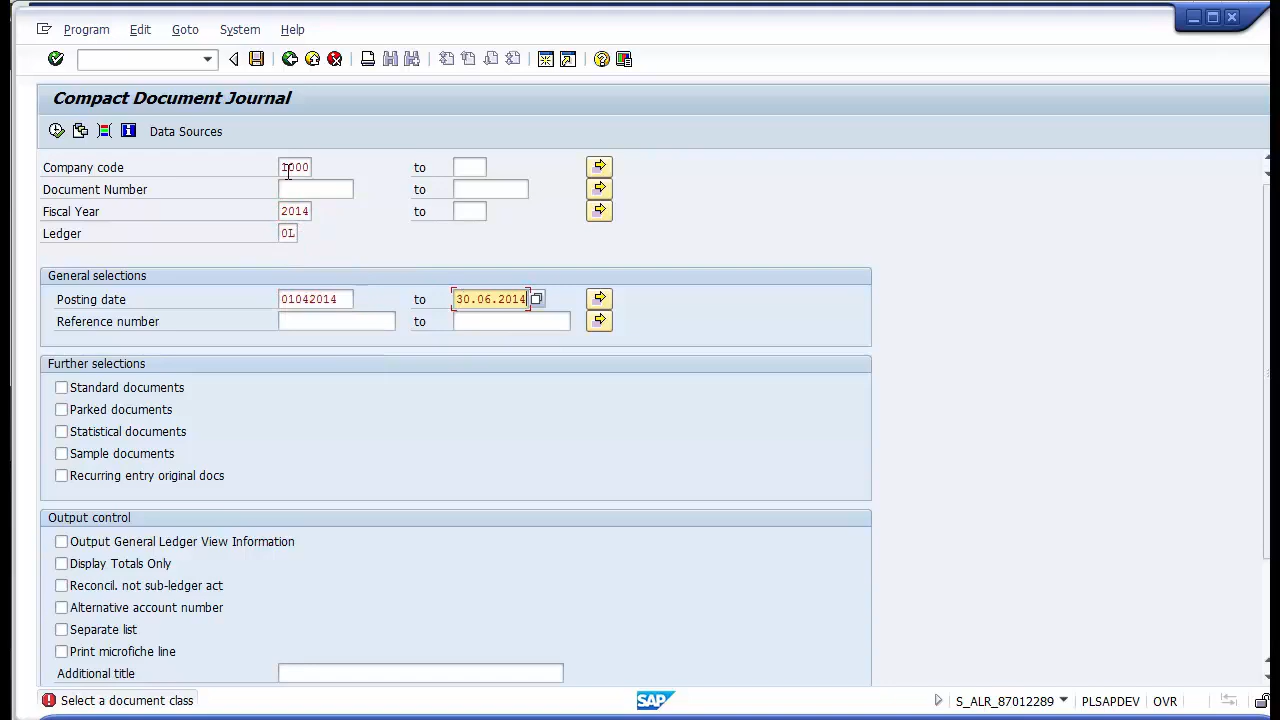 Program Edit Goto System Help
Compact Document Journal
Data Sources
Company code 1000 to
Document Number to
Fiscal Year 2014 to
Ledger 0L
General selections
Posting date 01042014 to 30.06.2014
Reference number to
Further selections
Standard documents
Parked documents
Statistical documents
Sample documents
Recurring entry original docs
Output control
Output General Ledger View Information
Display Totals Only
Reconcil. not sub-ledger act
Alternative account number
Separate list
Print microfiche line
Additional title
Select a document class SAP S_ALR_87012289 PLSAPDEV OVR